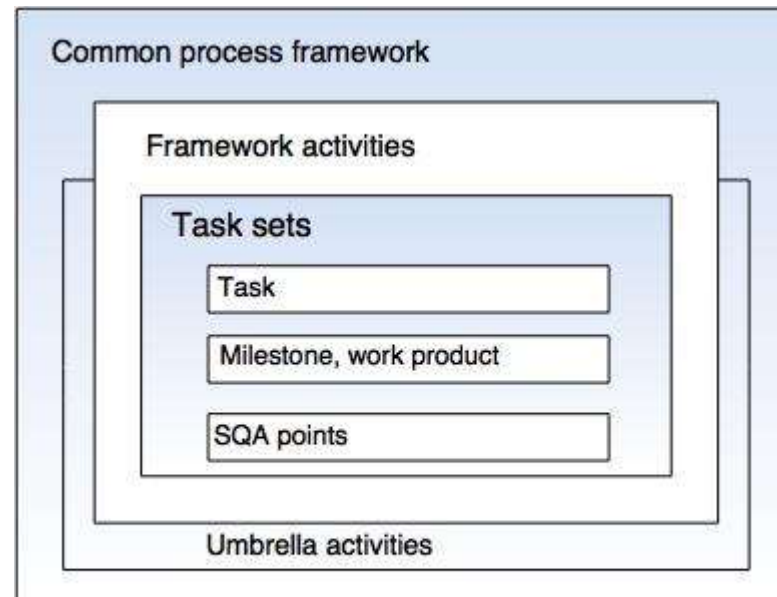 Common process framework
Framework activities
Task sets
Task
Milestone, work product
SQA points
Umbrella activities